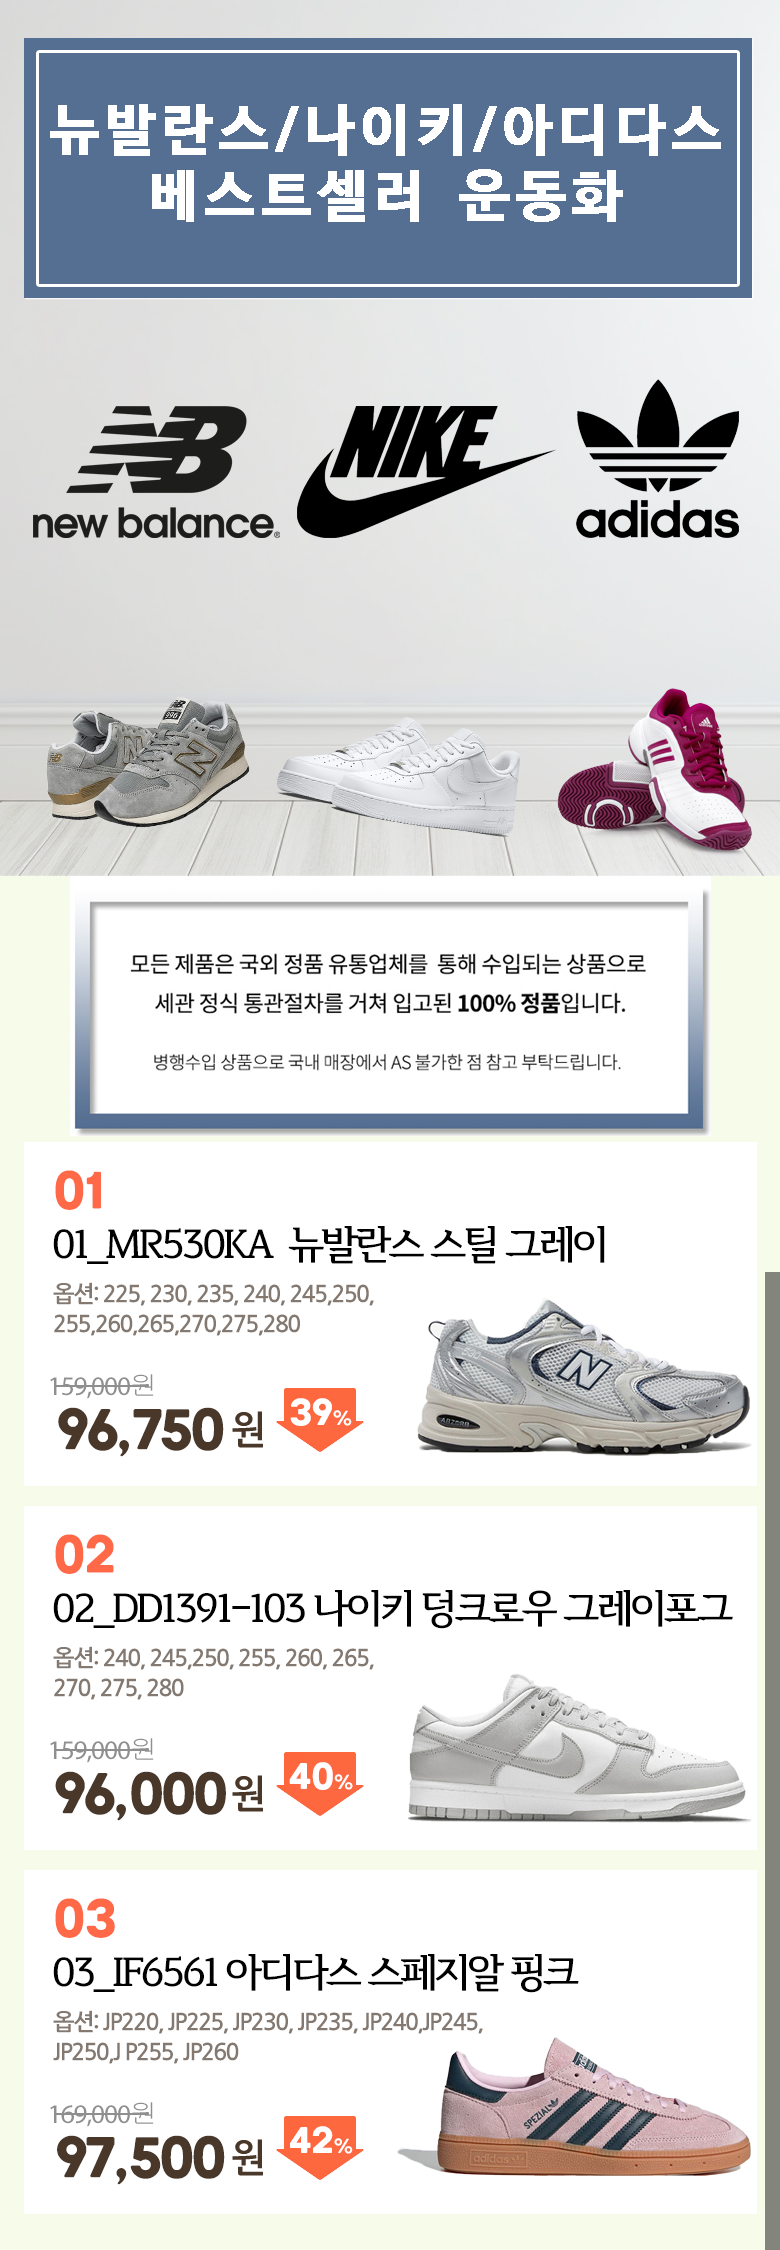 뉴발란스/나이키/아디다스
베스트셀러 운동화
NB
new balance®
NIKE
adidas
모든 제품은 국외 정품 유통업체를 통해 수입되는 상품으로
세관 정식 통관절차를 거쳐 입고된 100% 정품입니다.
병행수입 상품으로 국내 매장에서 AS 불가한 점 참고 부탁드립니다.
01
01_MR530KA 뉴발란스 스틸 그레이
옵션: 225, 230, 235, 240, 245,250,
255,260,265,270,275,280
159,000원
96,750 원
39%
N
ABZORB
02
02_DD1391-103 나이키 덩크로우 그레이포그
옵션: 240, 245,250, 255, 260, 265,
270, 275, 280
159,000원
96,000 원
40%
03
03_IF6561 아디다스 스페지알 핑크
옵션: JP220, JP225, JP230, JP235, JP240,JP245,
JP250,J P255, JP260
169,000원
97,500 원
42%
SPEZIAL
adidas